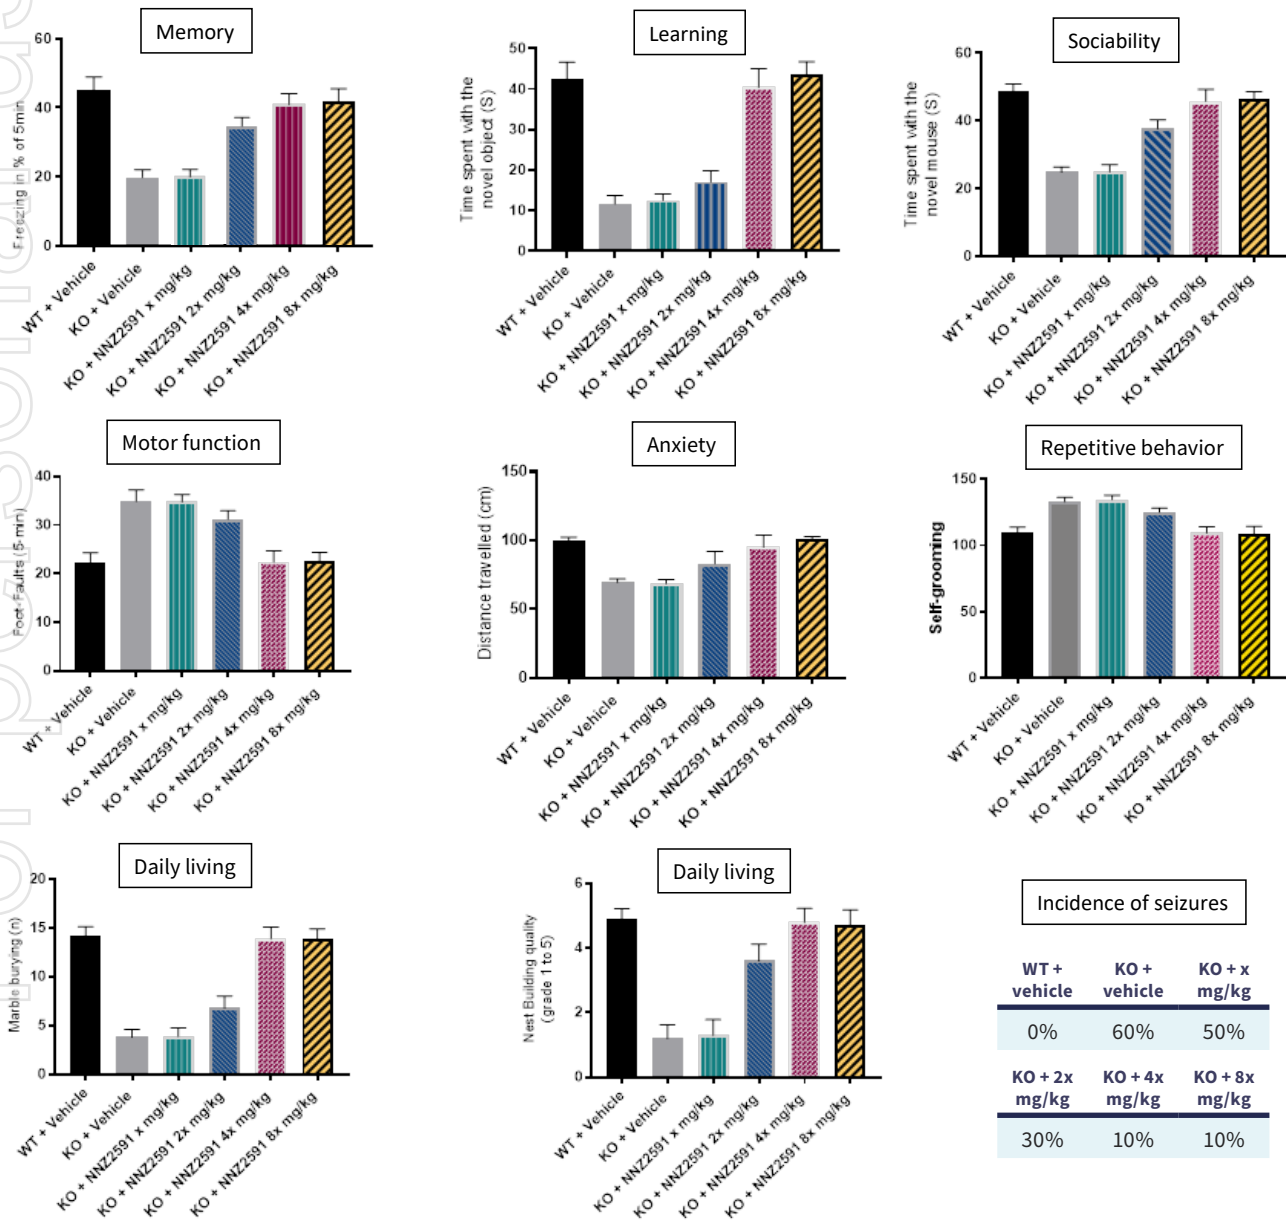 Memory
Freezing in % of 5min
60
40
20
0
WT + Vehicle
KO + Vehicle
KO + NNZ2591 x mg/kg
KO + NNZ2591 2x mg/kg
KO + NNZ2591 4x mg/kg
KO + NNZ2591 8x mg/kg
Learning
Time spent with the
novel object (S)
50
40
30
20
10
0
WT + Vehicle
KO + Vehicle
KO + NNZ2591 x mg/kg
KO + NNZ2591 2x mg/kg
KO + NNZ2591 4x mg/kg
KO + NNZ2591 8x mg/kg
Sociability
Time spent with the
novel mouse (S)
60
40
20
0
WT + Vehicle
KO + Vehicle
KO + NNZ2591 x mg/kg
KO + NNZ2591 2x mg/kg
KO + NNZ2591 4x mg/kg
KO + NNZ2591 8x mg/kg
Motor function
Foot-Faults (5-min)
40
30
20
10
0
WT + Vehicle
KO + Vehicle
KO + NNZ2591 x mg/kg
KO + NNZ2591 2x mg/kg
KO + NNZ2591 4x mg/kg
KO + NNZ2591 8x mg/kg
Anxiety
Distance travelled (cm)
150
100
50
0
WT + Vehicle
KO + Vehicle
KO + NNZ2591 x mg/kg
KO + NNZ2591 2x mg/kg
KO + NNZ2591 4x mg/kg
KO + NNZ2591 8x mg/kg
Repetitive behavior
Self-grooming
150
100
50
0
WT + Vehicle
KO + Vehicle
KO + NNZ2591 x mg/kg
KO + NNZ2591 2x mg/kg
KO + NNZ2591 4x mg/kg
KO + NNZ2591 8x mg/kg
Daily living
Marble burying (n)
20
15
10
5
0
WT + Vehicle
KO + Vehicle
KO + NNZ2591 x mg/kg
KO + NNZ2591 2x mg/kg
KO + NNZ2591 4x mg/kg
KO + NNZ2591 8x mg/kg
Daily living
Nest Building quality
(grade 1 to 5)
6
4
2
0
WT + Vehicle
KO + Vehicle
KO + NNZ2591 x mg/kg
KO + NNZ2591 2x mg/kg
KO + NNZ2591 4x mg/kg
KO + NNZ2591 8x mg/kg
Incidence of seizures
WT + KO + KO + x
vehicle vehicle mg/kg
0% 60% 50%
KO + 2x KO + 4x KO + 8x
mg/kg mg/kg mg/kg
30% 10% 10%